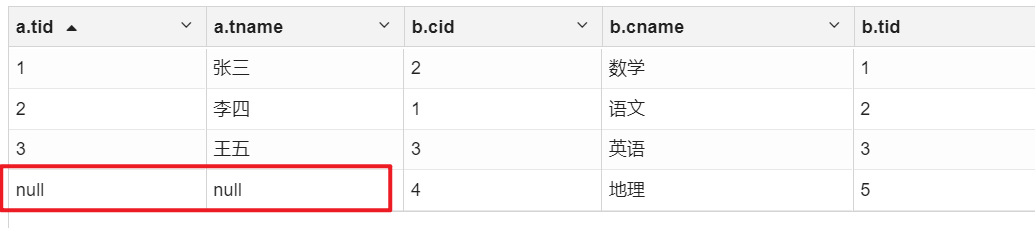 a.tid a.tname b.cid b.cname b.tid
1 张三 2 数学 1
2 李四 1 语文 2
3 王五 3 英语 3
null null 4 地理 5